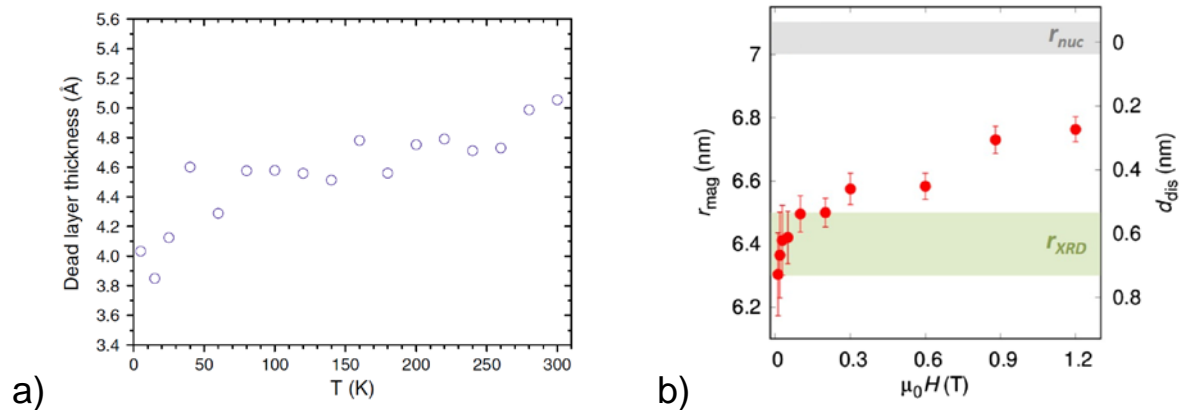 5.6
5.4
5.2
5.0
4.8
4.6
4.4
4.2
4.0
3.8
3.6
3.4
Dead layer thickness (Å)
0 50 100 150 200 250 300
T (K)
a)
7
6.8
6.6
6.4
6.2
r_mag (nm)
r_nuc
r_XRD
0
0.2
0.4
0.6
0.8
d_dis (nm)
0 0.3 0.6 0.9 1.2
μ₀H (T)
b)